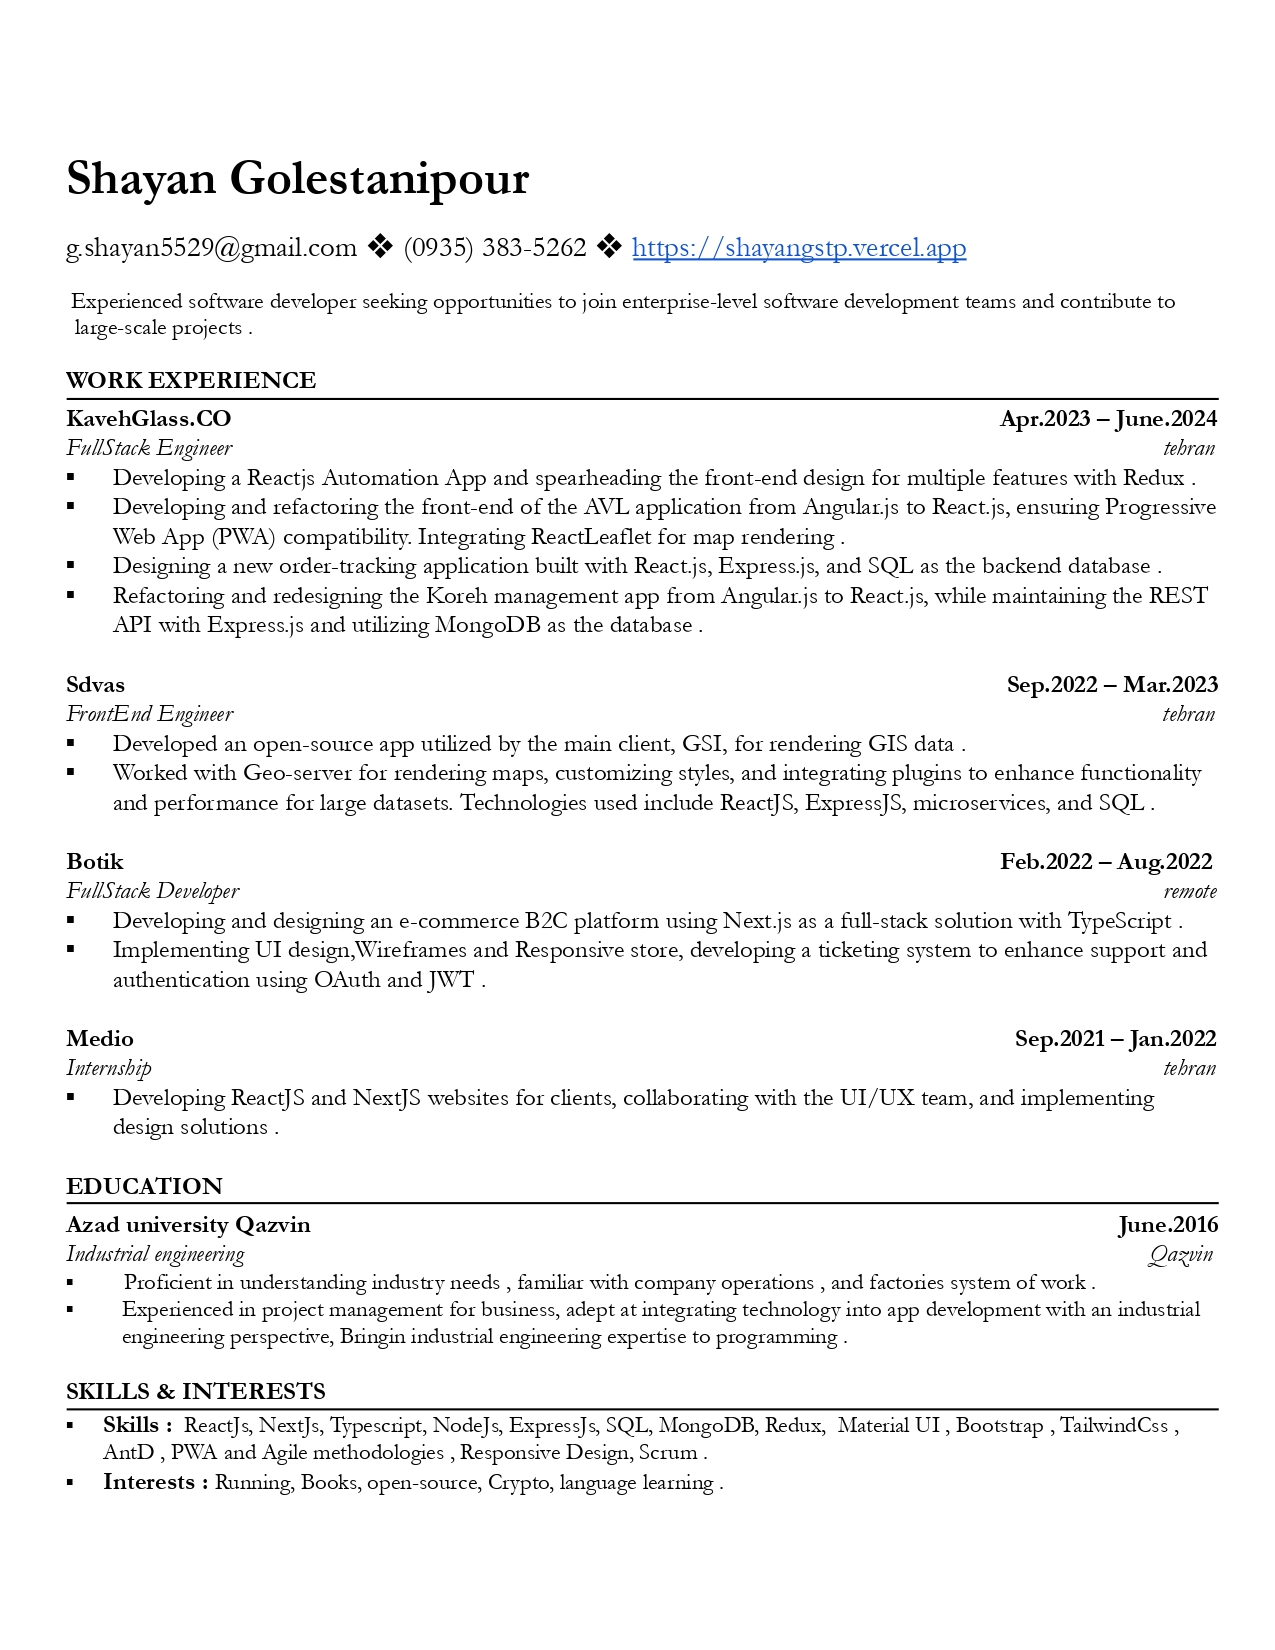 Shayan Golestanipour
g.shayan5529@gmail.com ❖ (0935) 383-5262 ❖ https://shayangstp.vercel.app
Experienced software developer seeking opportunities to join enterprise-level software development teams and contribute to
large-scale projects .
WORK EXPERIENCE
KavehGlass.CO Apr.2023 – June.2024
FullStack Engineer tehran
▪ Developing a Reactjs Automation App and spearheading the front-end design for multiple features with Redux .
▪ Developing and refactoring the front-end of the AVL application from Angular.js to React.js, ensuring Progressive
Web App (PWA) compatibility. Integrating ReactLeaflet for map rendering .
▪ Designing a new order-tracking application built with React.js, Express.js, and SQL as the backend database .
▪ Refactoring and redesigning the Koreh management app from Angular.js to React.js, while maintaining the REST
API with Express.js and utilizing MongoDB as the database .
Sdvas Sep.2022 – Mar.2023
FrontEnd Engineer tehran
▪ Developed an open-source app utilized by the main client, GSI, for rendering GIS data .
▪ Worked with Geo-server for rendering maps, customizing styles, and integrating plugins to enhance functionality
and performance for large datasets. Technologies used include ReactJS, ExpressJS, microservices, and SQL .
Botik Feb.2022 – Aug.2022
FullStack Developer remote
▪ Developing and designing an e-commerce B2C platform using Next.js as a full-stack solution with TypeScript .
▪ Implementing UI design,Wireframes and Responsive store, developing a ticketing system to enhance support and
authentication using OAuth and JWT .
Medio Sep.2021 – Jan.2022
Internship tehran
▪ Developing ReactJS and NextJS websites for clients, collaborating with the UI/UX team, and implementing
design solutions .
EDUCATION
Azad university Qazvin June.2016
Industrial engineering Qazvin
▪ Proficient in understanding industry needs , familiar with company operations , and factories system of work .
▪ Experienced in project management for business, adept at integrating technology into app development with an industrial
engineering perspective, Bringin industrial engineering expertise to programming .
SKILLS & INTERESTS
▪ Skills : ReactJs, NextJs, Typescript, NodeJs, ExpressJs, SQL, MongoDB, Redux, Material UI , Bootstrap , TailwindCss ,
AntD , PWA and Agile methodologies , Responsive Design, Scrum .
▪ Interests : Running, Books, open-source, Crypto, language learning .